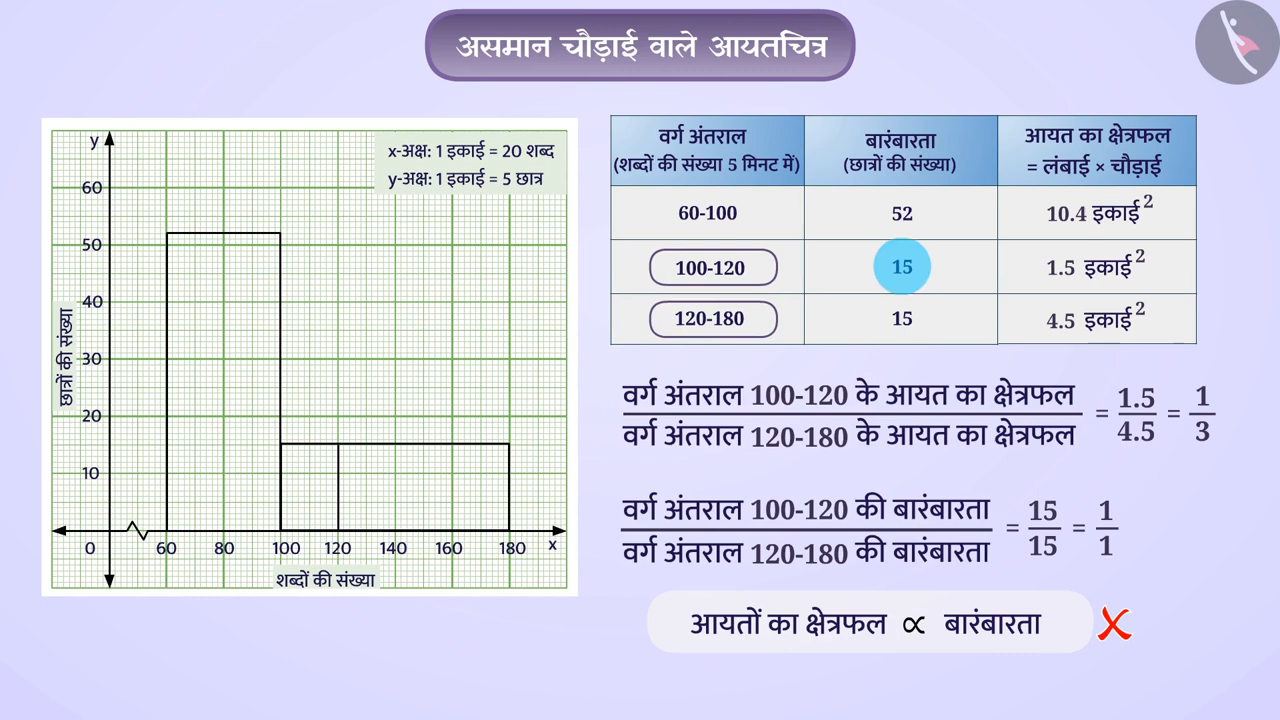 असमान चौड़ाई वाले आयतचित्र
y
x-अक्ष: 1 इकाई = 20 शब्द
y-अक्ष: 1 इकाई = 5 छात्र
60
50
40
30
20
10
छात्रों की संख्या
0 60 80 100 120 140 160 180 x
शब्दों की संख्या
वर्ग अंतराल (शब्दों की संख्या 5 मिनट में) बारंबारता (छात्रों की संख्या) आयत का क्षेत्रफल = लंबाई × चौड़ाई
60-100 52 10.4 इकाई²
100-120 15 1.5 इकाई²
120-180 15 4.5 इकाई²
वर्ग अंतराल 100-120 के आयत का क्षेत्रफल
वर्ग अंतराल 120-180 के आयत का क्षेत्रफल
= 1.5/4.5 = 1/3
वर्ग अंतराल 100-120 की बारंबारता
वर्ग अंतराल 120-180 की बारंबारता
= 15/15 = 1/1
आयतों का क्षेत्रफल ∝ बारंबारता X